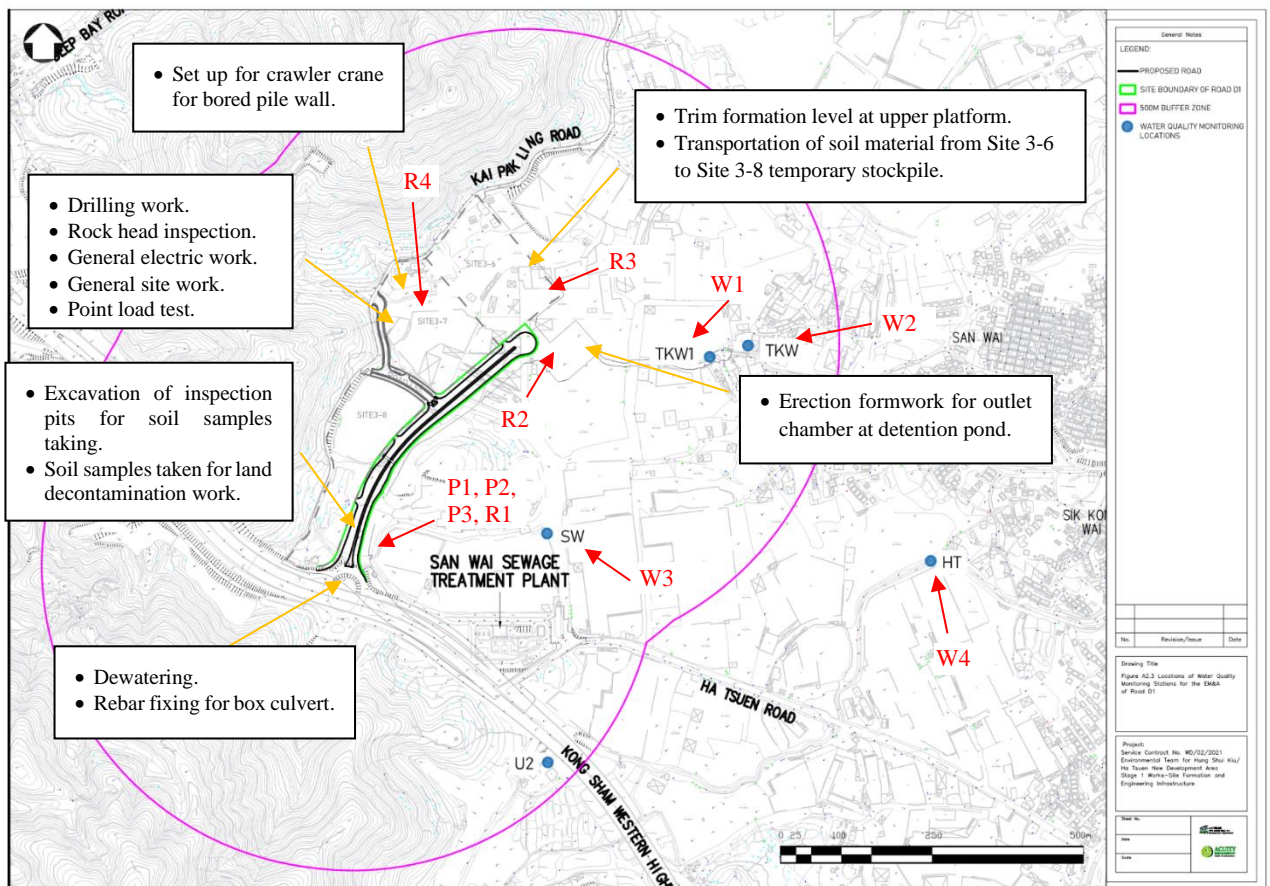 DEEP BAY RO
• Set up for crawler crane
for bored pile wall.
• Trim formation level at upper platform.
• Transportation of soil material from Site 3-6
to Site 3-8 temporary stockpile.
KAI PAK LING ROAD
R4
• Drilling work.
• Rock head inspection.
• General electric work.
• General site work.
• Point load test.
SITE3-6
R3
W1
W2
SITE3-7
TKW1
TKW
SAN WAI
• Excavation of inspection
pits for soil samples
taking.
• Soil samples taken for land
decontamination work.
SITE3-8
R2
• Erection formwork for outlet
chamber at detention pond.
P1, P2,
P3, R1
SW
SIK KO
WAI
SAN WAI SEWAGE
TREATMENT PLANT
W3
HT
W4
• Dewatering.
• Rebar fixing for box culvert.
HA TSUEN ROAD
U2
KONG SHAM WESTERN HIGH
0 25 100 250 500m
General Notes
LEGEND:
PROPOSED ROAD
SITE BOUNDARY OF ROAD D1
500M BUFFER ZONE
WATER QUALITY MONITORING
LOCATIONS
No. Revision/Issue Date
Drawing Title
Figure A2.3 Locations of Water Quality
Monitoring Stations for the EM&A
of Road D1
Project:
Service Contract No. WD/02/2021
Environmental Team for Hung Shui Kiu/
Ha Tsuen New Development Area
Stage 1 Works-Site Formation and
Engineering Infrastructure
Sheet No.
Date
Scale
ACUITY